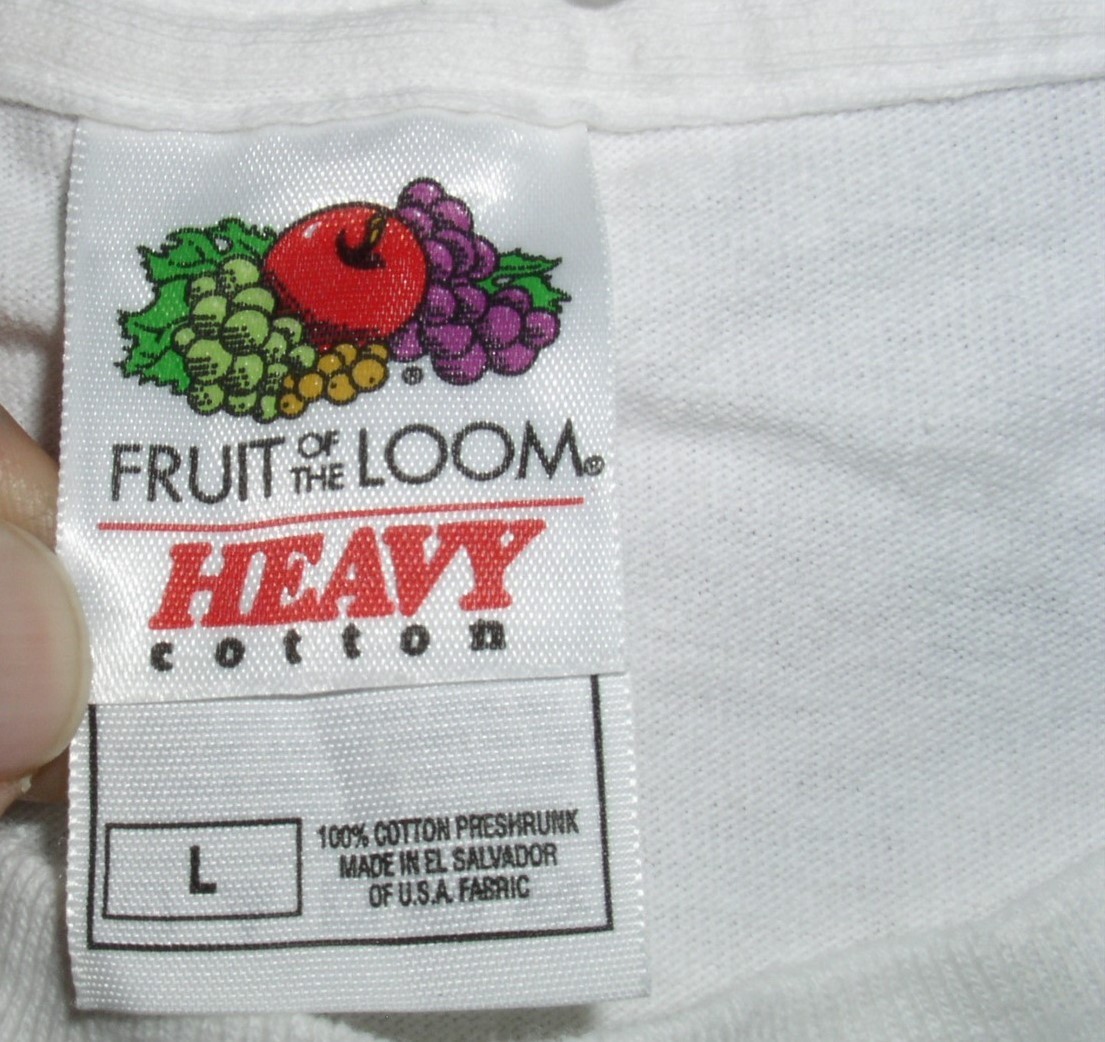 ®
FRUIT OF THE LOOM®
HEAVY
cotton
L
100% COTTON PRESHRUNK
MADE IN EL SALVADOR
OF U.S.A. FABRIC